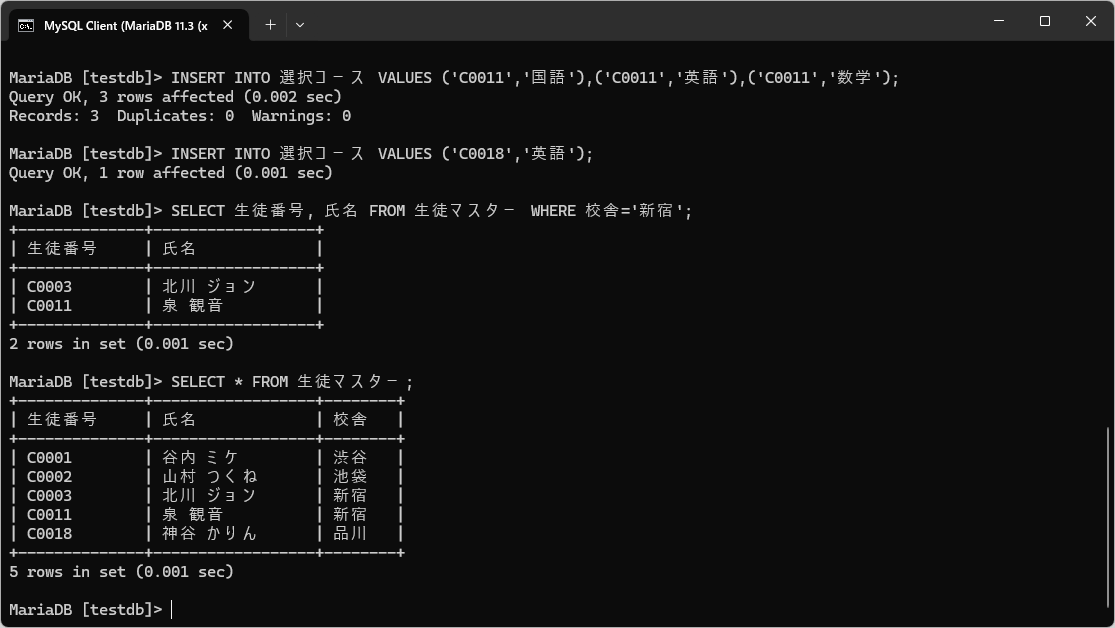 MySQL Client (MariaDB 11.3 (x
MariaDB [testdb]> INSERT INTO 選択コース VALUES ('C0011','国語'),('C0011','英語'),('C0011','数学');
Query OK, 3 rows affected (0.002 sec)
Records: 3  Duplicates: 0  Warnings: 0
MariaDB [testdb]> INSERT INTO 選択コース VALUES ('C0018','英語');
Query OK, 1 row affected (0.001 sec)
MariaDB [testdb]> SELECT 生徒番号, 氏名 FROM 生徒マスター WHERE 校舎='新宿';
+--------------+------------------+
| 生徒番号     | 氏名             |
+--------------+------------------+
| C0003        | 北川 ジョン      |
| C0011        | 泉 観音          |
+--------------+------------------+
2 rows in set (0.001 sec)
MariaDB [testdb]> SELECT * FROM 生徒マスター;
+--------------+------------------+--------+
| 生徒番号     | 氏名             | 校舎   |
+--------------+------------------+--------+
| C0001        | 谷内 ミケ        | 渋谷   |
| C0002        | 山村 つくね      | 池袋   |
| C0003        | 北川 ジョン      | 新宿   |
| C0011        | 泉 観音          | 新宿   |
| C0018        | 神谷 かりん      | 品川   |
+--------------+------------------+--------+
5 rows in set (0.001 sec)
MariaDB [testdb]>